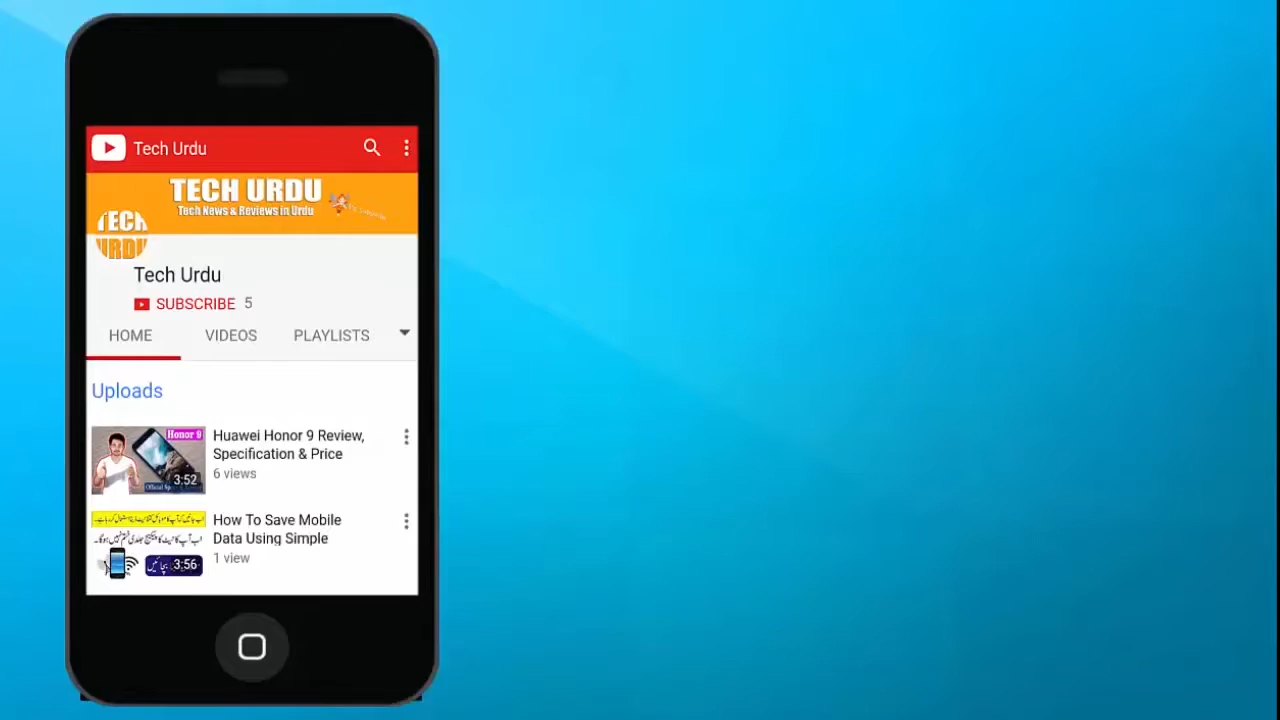 Tech Urdu
TECH URDU
Tech News & Reviews in Urdu
TECH
URDU
Tech Urdu
SUBSCRIBE 5
HOME VIDEOS PLAYLISTS
Uploads
Honor 9
3:52
Huawei Honor 9 Review,
Specification & Price
6 views
3:56
How To Save Mobile
Data Using Simple
1 view